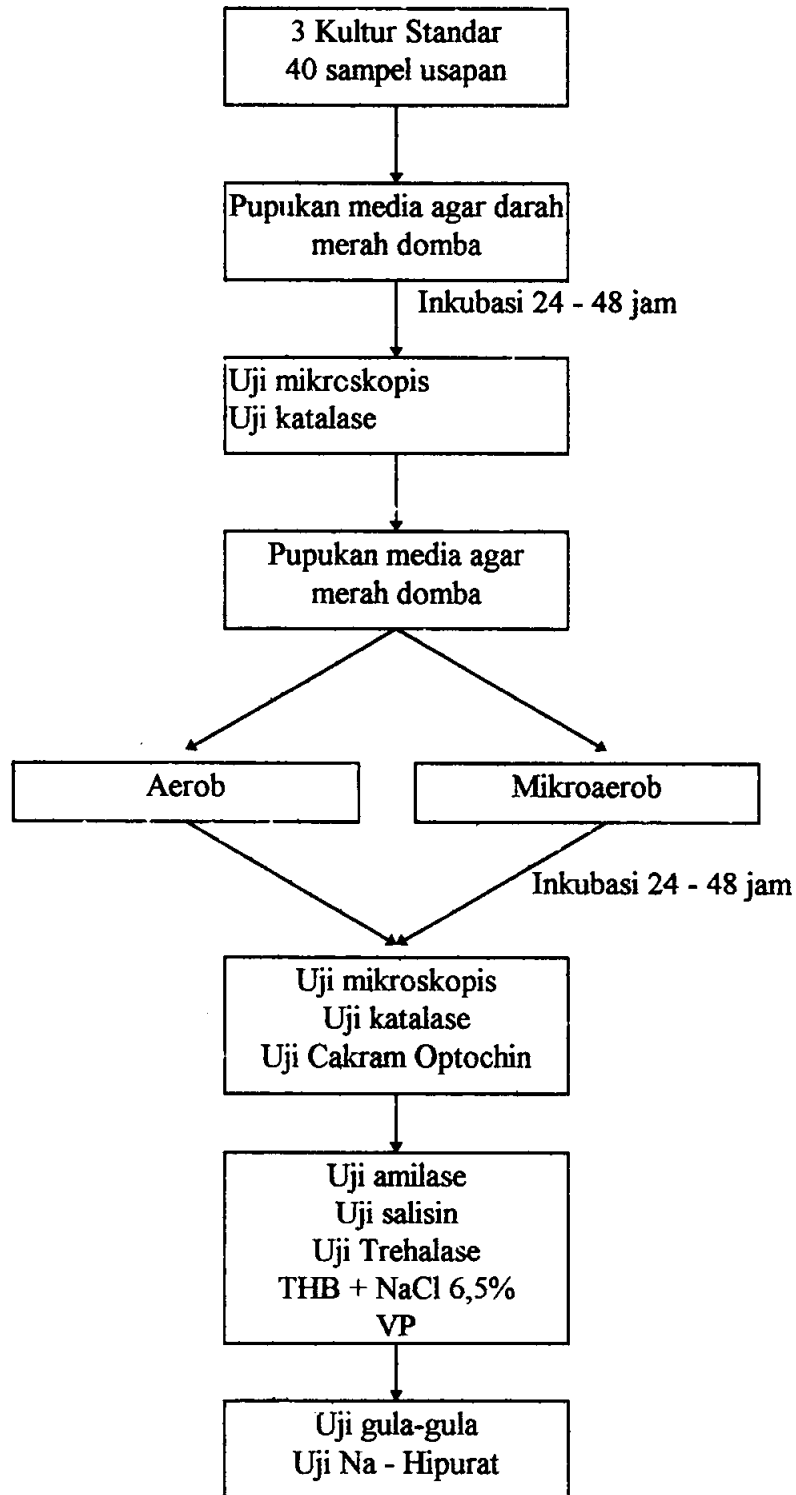 3 Kultur Standar
40 sampel usapan
Pupukan media agar darah
merah domba
Inkubasi 24 - 48 jam
Uji mikroskopis
Uji katalase
Pupukan media agar
merah domba
Aerob
Mikroaerob
Inkubasi 24 - 48 jam
Uji mikroskopis
Uji katalase
Uji Cakram Optochin
Uji amilase
Uji salisin
Uji Trehalase
THB + NaCl 6,5%
VP
Uji gula-gula
Uji Na - Hipurat